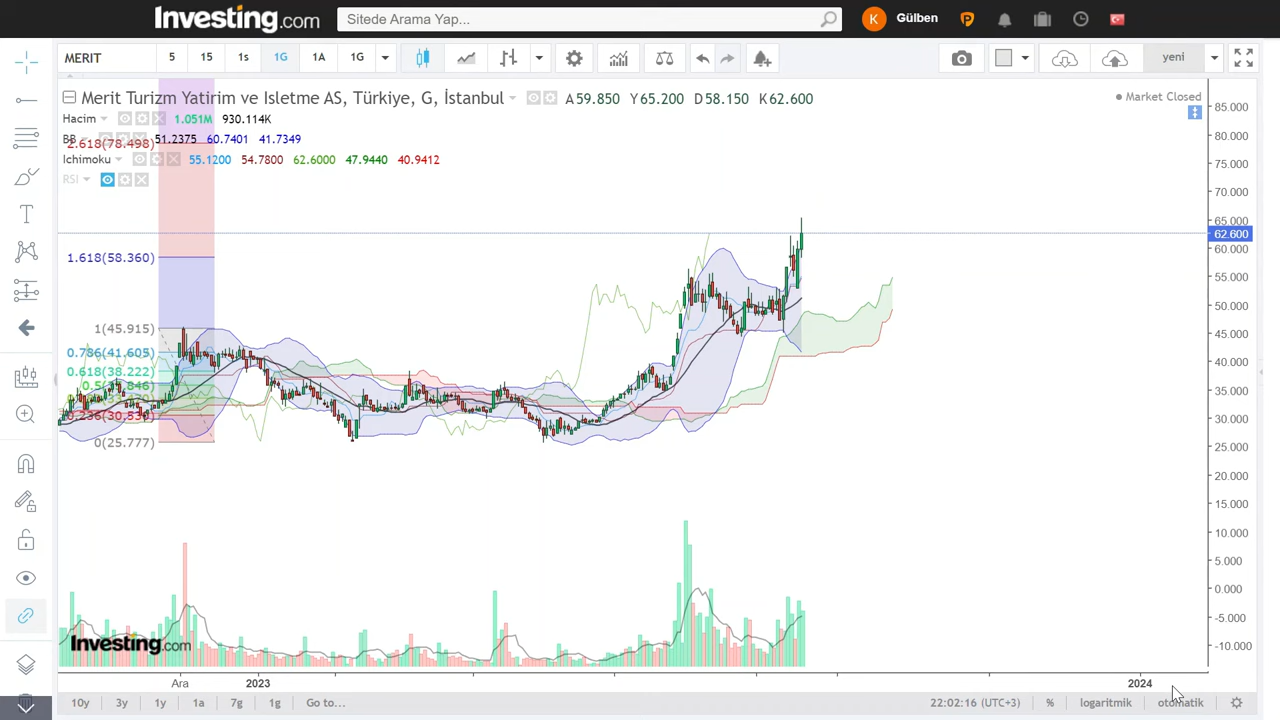 Investing.com
Sitede Arama Yap...
K
Gülben
MERIT
5
15
1s
1G
1A
1G
yeni
Merit Turizm Yatirim ve Isletme AS, Türkiye, G, İstanbul
A59.850 Y65.200 D58.150 K62.600
Market Closed
Hacim 1.051M 930.114K
BB 51.2375 60.7401 41.7349
2.618(78.498)
Ichimoku 55.1200 54.7800 62.6000 47.9440 40.9412
RSI
1.618(58.360)
1(45.915)
0.786(41.605)
0.618(38.222)
0.236(30.530)
0(25.777)
85.000
80.000
75.000
70.000
65.000
62.600
60.000
55.000
50.000
45.000
40.000
35.000
30.000
25.000
20.000
15.000
10.000
5.000
0.000
-5.000
-10.000
Investing.com
Ara
2023
2024
10y
3y
1y
1a
7g
1g
Go to...
22:02:16 (UTC+3)
%
logaritmik
otomatik